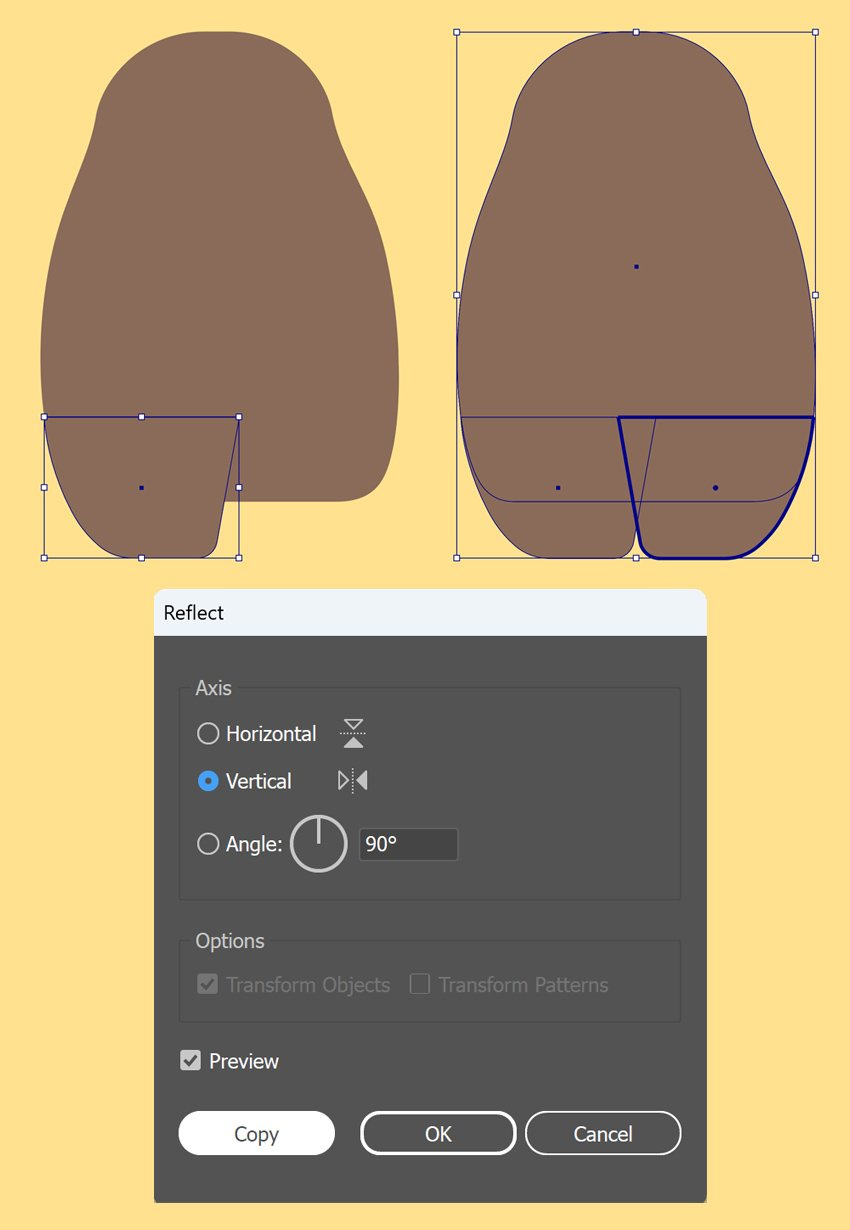 Reflect
Axis
Horizontal
Vertical
Angle: 90°
Options
Transform Objects Transform Patterns
Preview
Copy OK Cancel